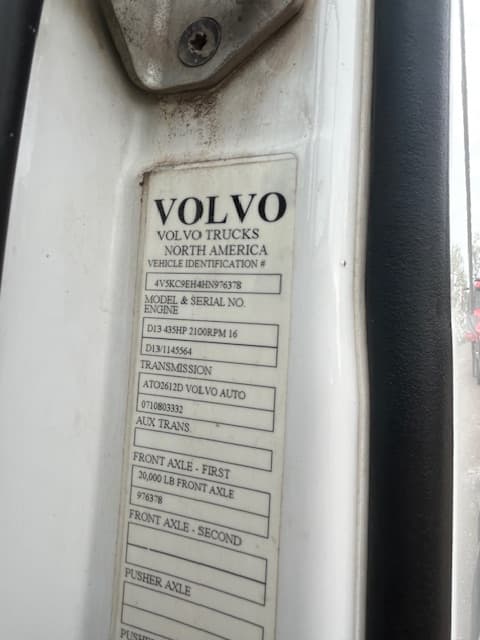 VOLVO
VOLVO TRUCKS
NORTH AMERICA
VEHICLE IDENTIFICATION #
4V5KC9EH4HN976378
MODEL & SERIAL NO.
ENGINE
D13 435HP 2100RPM 16
D13/1145564
TRANSMISSION
ATO2612D VOLVO AUTO
0710803332
AUX TRANS.
FRONT AXLE - FIRST
20,000 LB FRONT AXLE
976378
FRONT AXLE - SECOND
PUSHER AXLE
PUSHER